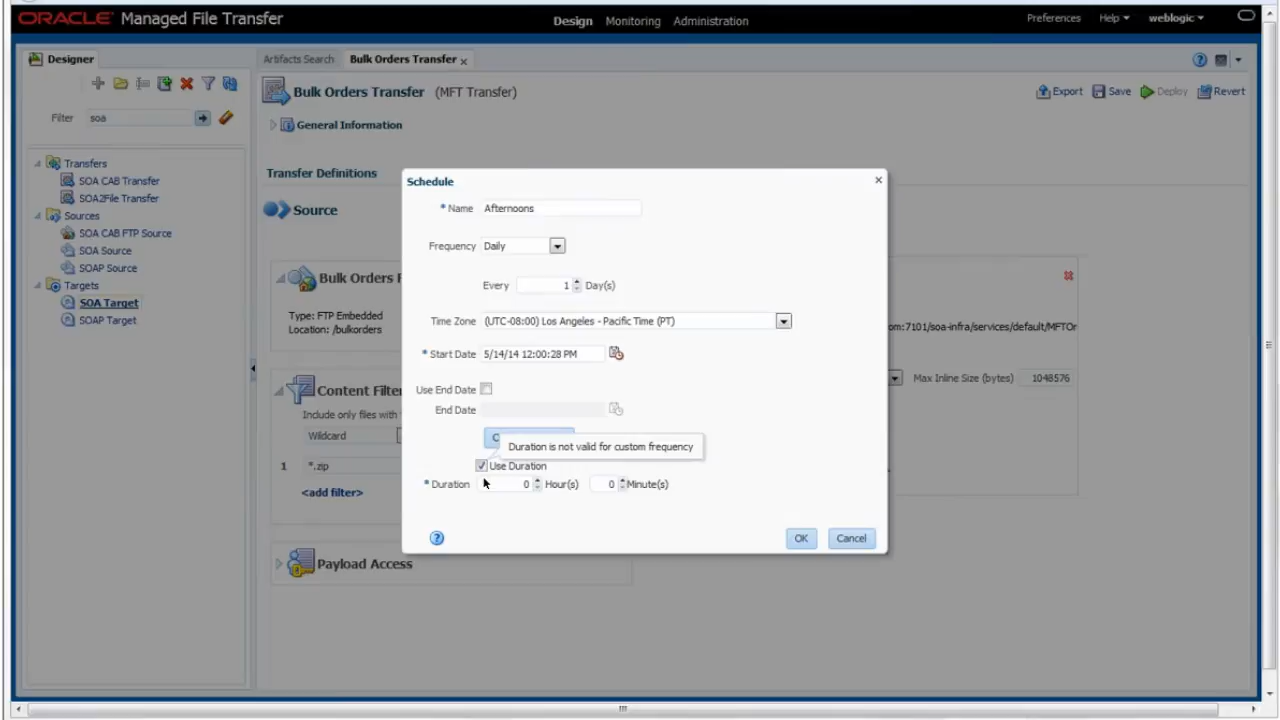 ORACLE Managed File Transfer
Design Monitoring Administration
Preferences Help weblogic
Designer
Artifacts Search Bulk Orders Transfer
Bulk Orders Transfer (MFT Transfer)
Export Save Deploy Revert
Filter soa
General Information
Transfers
SOA CAB Transfer
SOA2File Transfer
Sources
SOA CAB FTP Source
SOA Source
SOAP Source
Targets
SOA Target
SOAP Target
Transfer Definitions
Source
Bulk Orders
Type: FTP Embedded
Location: /bulkorders
om:7101/soa-infra/services/default/MFTOr
Max Inline Size (bytes) 1048576
Content Filte
Include only files with
Wildcard
1 *.zip
<add filter>
Payload Access
Schedule
* Name Afternoons
Frequency Daily
Every 1 Day(s)
Time Zone (UTC-08:00) Los Angeles - Pacific Time (PT)
* Start Date 5/14/14 12:00:28 PM
Use End Date
End Date
Duration is not valid for custom frequency
Use Duration
* Duration 0 Hour(s) 0 Minute(s)
OK Cancel